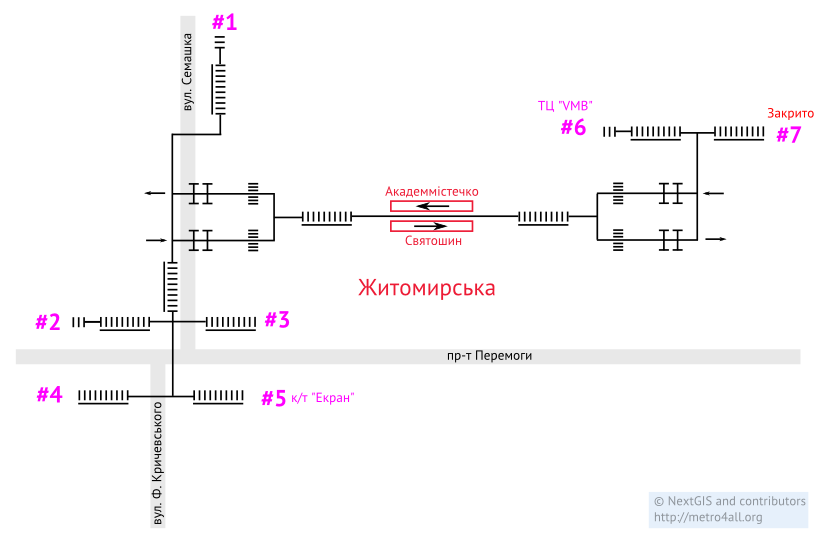 #1
вул. Семашка
ТЦ "VMB"
#6
Закрито
#7
Академмістечко
Святошин
Житомирська
#2
#3
пр-т Перемоги
#4
#5 к/т "Екран"
вул. Ф. Кричевського
© NextGIS and contributors
http://metro4all.org